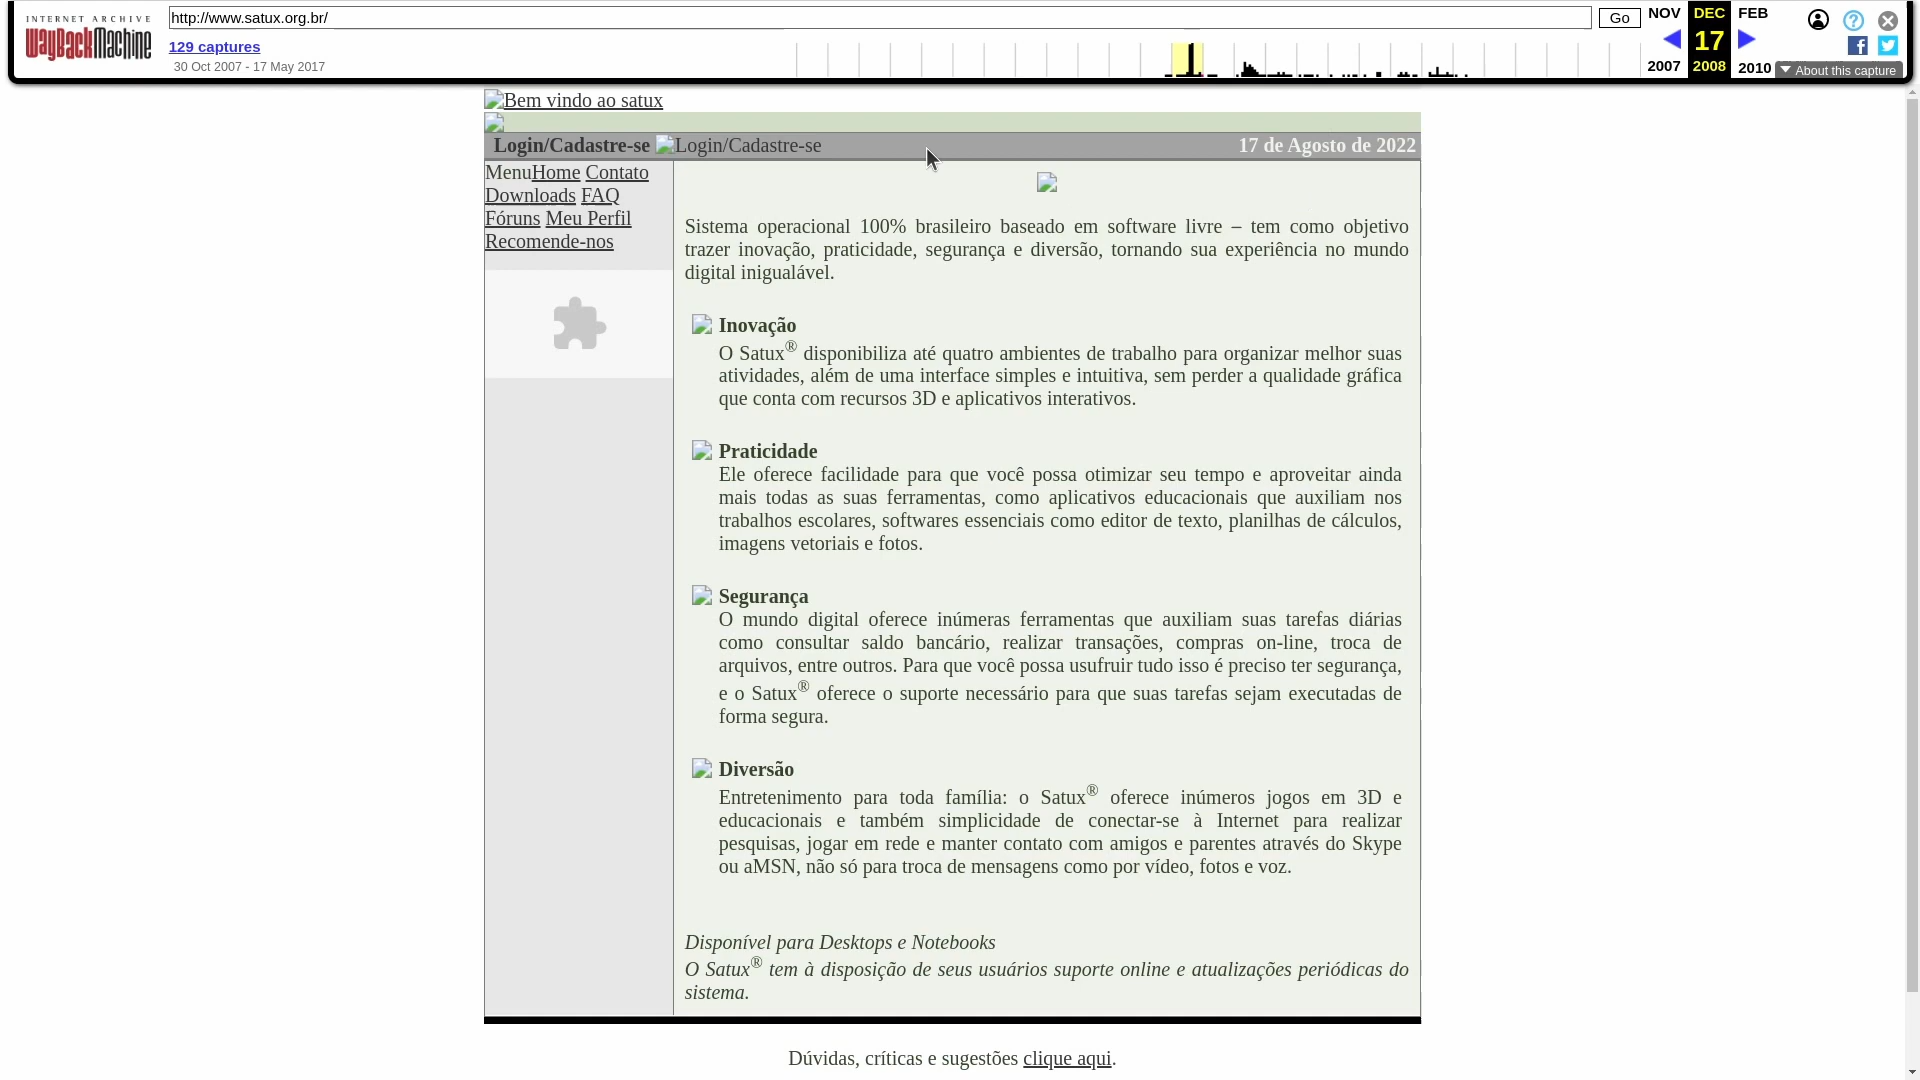 INTERNET ARCHIVE
WayBackMachine
http://www.satux.org.br/
Go
129 captures
30 Oct 2007 - 17 May 2017
NOV DEC FEB
17
2007 2008 2010
About this capture
Bem vindo ao satux
Login/Cadastre-se Login/Cadastre-se 17 de Agosto de 2022
MenuHome Contato
Downloads FAQ
Fóruns Meu Perfil
Recomende-nos
Sistema operacional 100% brasileiro baseado em software livre – tem como objetivo
trazer inovação, praticidade, segurança e diversão, tornando sua experiência no mundo
digital inigualável.
Inovação
O Satux® disponibiliza até quatro ambientes de trabalho para organizar melhor suas
atividades, além de uma interface simples e intuitiva, sem perder a qualidade gráfica
que conta com recursos 3D e aplicativos interativos.
Praticidade
Ele oferece facilidade para que você possa otimizar seu tempo e aproveitar ainda
mais todas as suas ferramentas, como aplicativos educacionais que auxiliam nos
trabalhos escolares, softwares essenciais como editor de texto, planilhas de cálculos,
imagens vetoriais e fotos.
Segurança
O mundo digital oferece inúmeras ferramentas que auxiliam suas tarefas diárias
como consultar saldo bancário, realizar transações, compras on-line, troca de
arquivos, entre outros. Para que você possa usufruir tudo isso é preciso ter segurança,
e o Satux® oferece o suporte necessário para que suas tarefas sejam executadas de
forma segura.
Diversão
Entretenimento para toda família: o Satux® oferece inúmeros jogos em 3D e
educacionais e também simplicidade de conectar-se à Internet para realizar
pesquisas, jogar em rede e manter contato com amigos e parentes através do Skype
ou aMSN, não só para troca de mensagens como por vídeo, fotos e voz.
Disponível para Desktops e Notebooks
O Satux® tem à disposição de seus usuários suporte online e atualizações periódicas do
sistema.
Dúvidas, críticas e sugestões clique aqui.